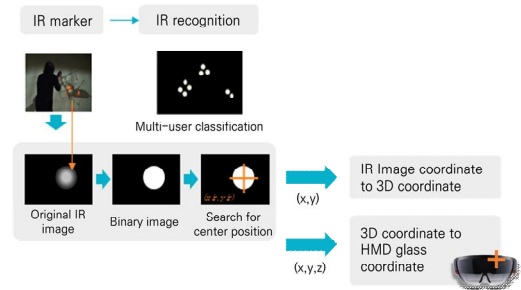 IR marker
IR recognition
Multi-user classification
Original IR
image
Binary image
Search for
center position
(x,y)
IR Image coordinate
to 3D coordinate
(x,y,z)
3D coordinate to
HMD glass
coordinate